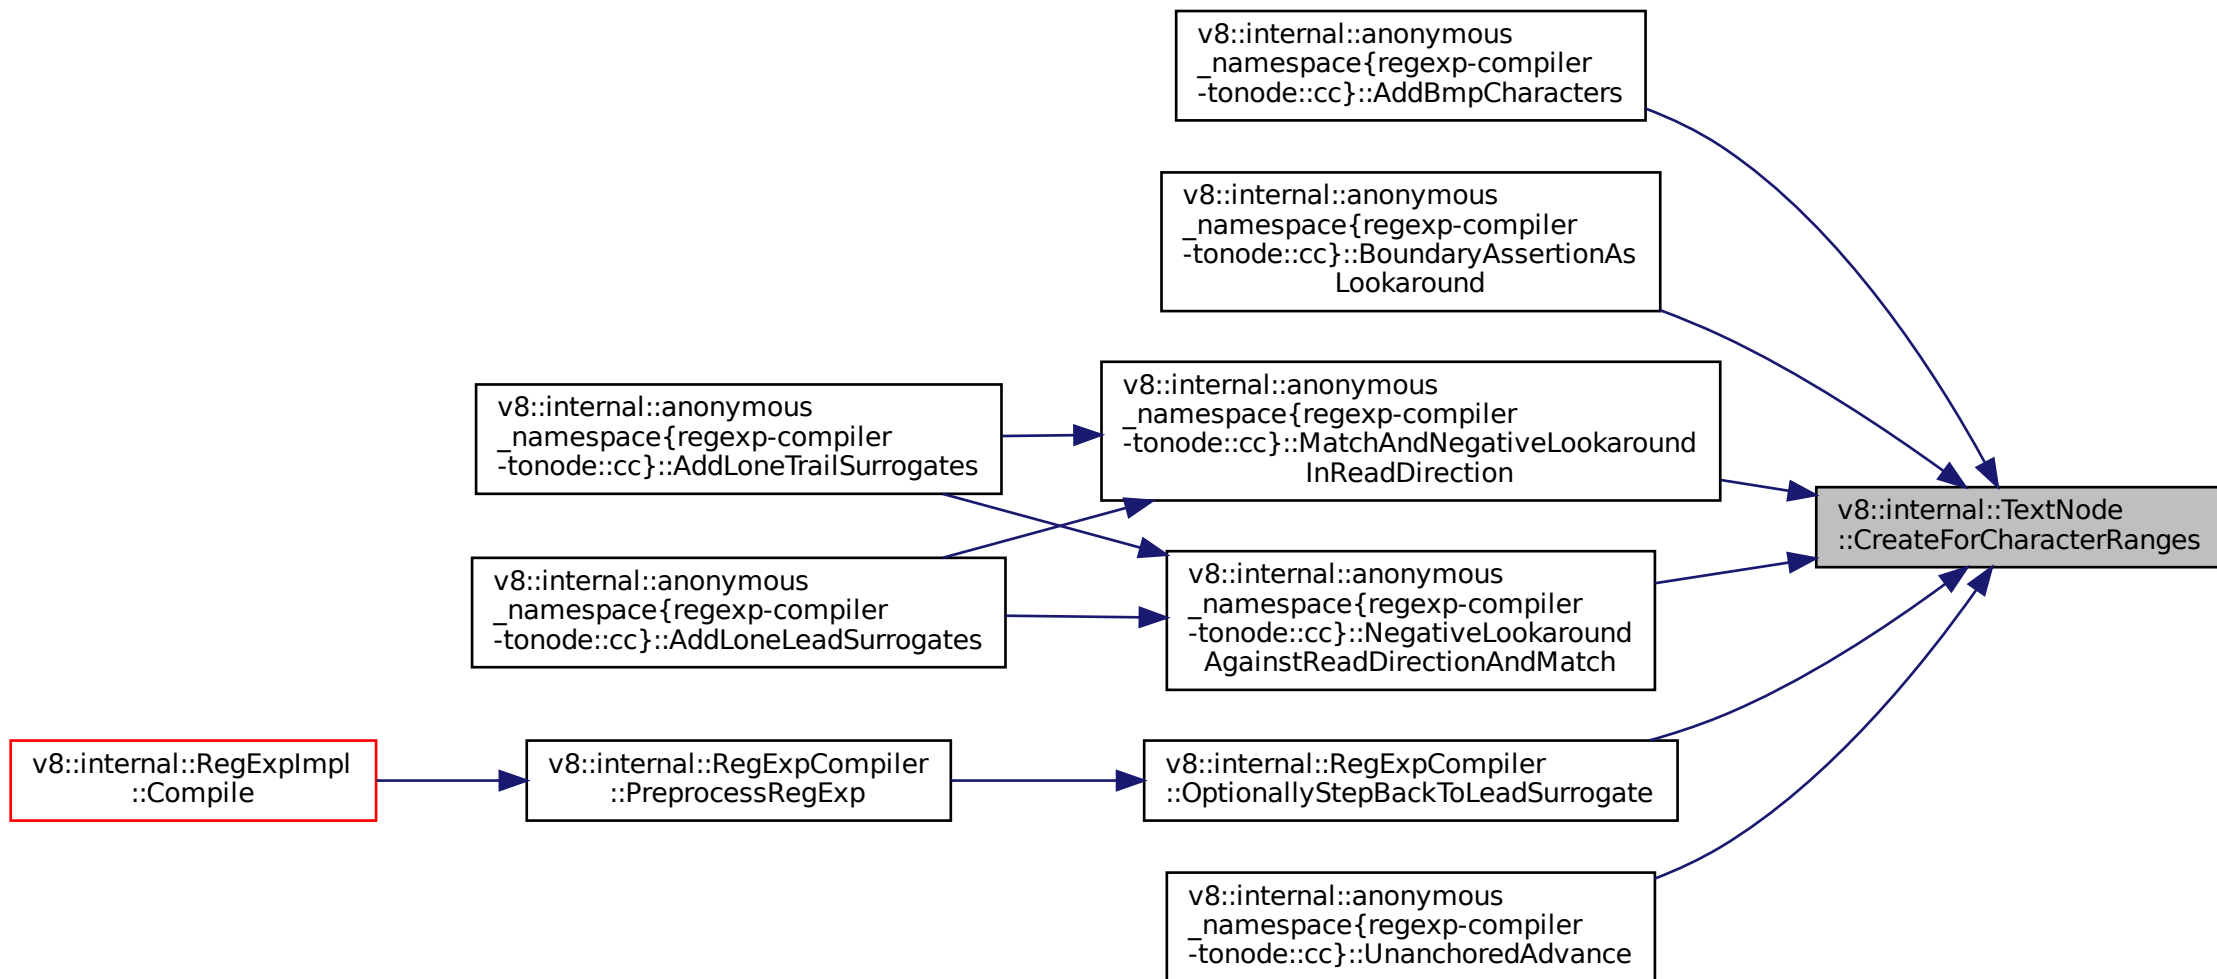 v8::internal::anonymous
_namespace{regexp-compiler
-tonode::cc}::AddBmpCharacters
v8::internal::anonymous
_namespace{regexp-compiler
-tonode::cc}::BoundaryAssertionAs
Lookaround
v8::internal::anonymous
_namespace{regexp-compiler
-tonode::cc}::MatchAndNegativeLookaround
InReadDirection
v8::internal::anonymous
_namespace{regexp-compiler
-tonode::cc}::AddLoneTrailSurrogates
v8::internal::TextNode
::CreateForCharacterRanges
v8::internal::anonymous
_namespace{regexp-compiler
-tonode::cc}::AddLoneLeadSurrogates
v8::internal::anonymous
_namespace{regexp-compiler
-tonode::cc}::NegativeLookaround
AgainstReadDirectionAndMatch
v8::internal::RegExpImpl
::Compile
v8::internal::RegExpCompiler
::PreprocessRegExp
v8::internal::RegExpCompiler
::OptionallyStepBackToLeadSurrogate
v8::internal::anonymous
_namespace{regexp-compiler
-tonode::cc}::UnanchoredAdvance